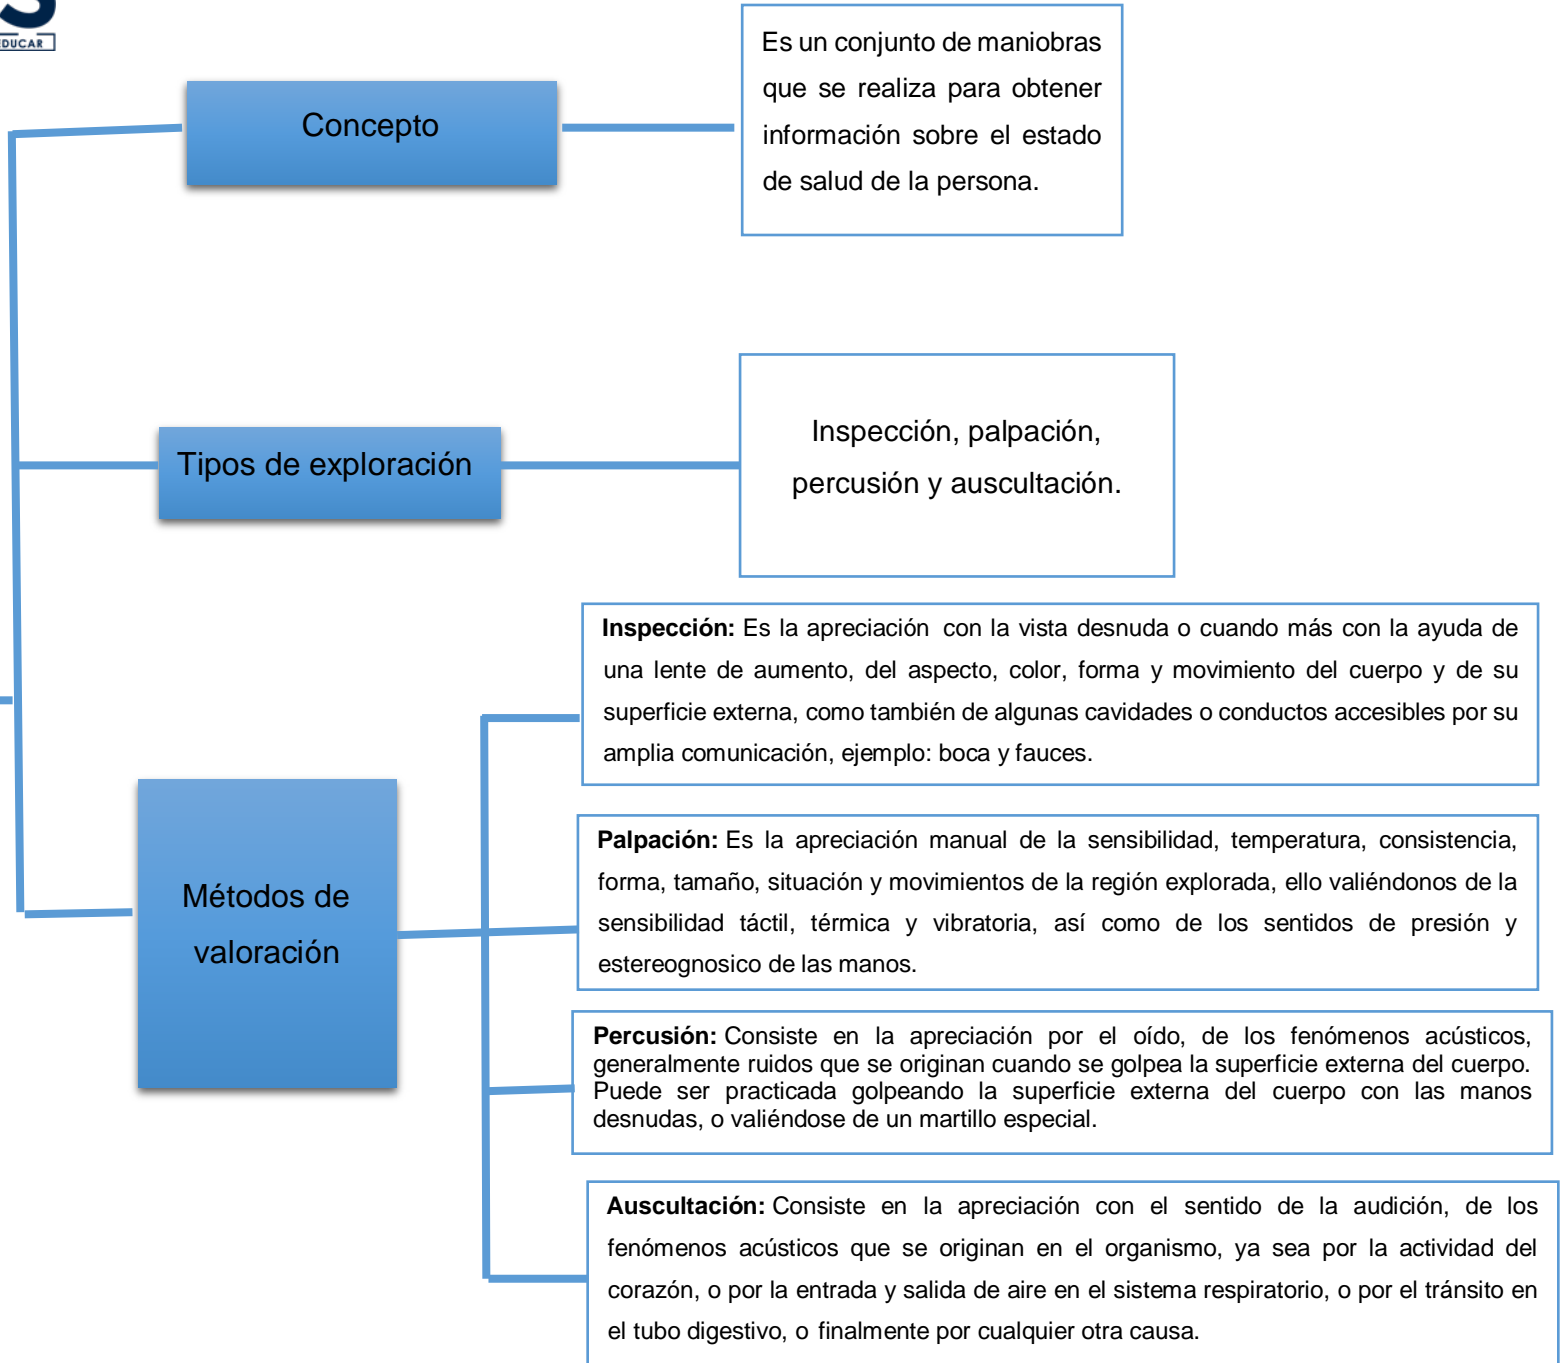 EDUCAR
Concepto
Es un conjunto de maniobras
que se realiza para obtener
información sobre el estado
de salud de la persona.
Tipos de exploración
Inspección, palpación,
percusión y auscultación.
Métodos de
valoración
Inspección: Es la apreciación con la vista desnuda o cuando más con la ayuda de
una lente de aumento, del aspecto, color, forma y movimiento del cuerpo y de su
superficie externa, como también de algunas cavidades o conductos accesibles por su
amplia comunicación, ejemplo: boca y fauces.
Palpación: Es la apreciación manual de la sensibilidad, temperatura, consistencia,
forma, tamaño, situación y movimientos de la región explorada, ello valiéndonos de la
sensibilidad táctil, térmica y vibratoria, así como de los sentidos de presión y
estereognosico de las manos.
Percusión: Consiste en la apreciación por el oído, de los fenómenos acústicos,
generalmente ruidos que se originan cuando se golpea la superficie externa del cuerpo.
Puede ser practicada golpeando la superficie externa del cuerpo con las manos
desnudas, o valiéndose de un martillo especial.
Auscultación: Consiste en la apreciación con el sentido de la audición, de los
fenómenos acústicos que se originan en el organismo, ya sea por la actividad del
corazón, o por la entrada y salida de aire en el sistema respiratorio, o por el tránsito en
el tubo digestivo, o finalmente por cualquier otra causa.